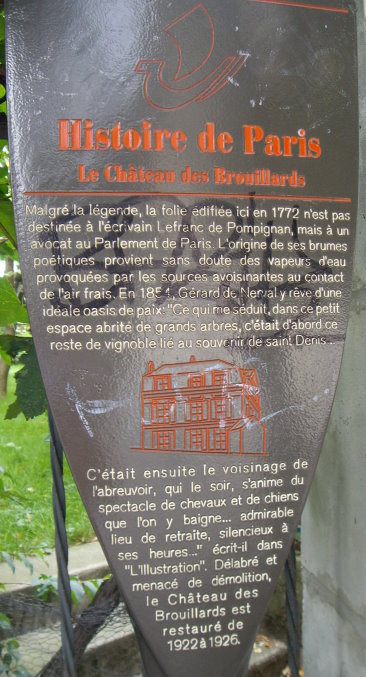 Histoire de Paris
Le Château des Brouillards
Malgré la légende, la folie édifiée ici en 1772 n'est pas
destinée à l'écrivain Lefranc de Pompignan, mais à un
avocat au Parlement de Paris. L'origine de ses brumes
poétiques provient sans doute des vapeurs d'eau
provoquées par les sources avoisinantes au contact
de l'air frais. En 1854, Gérard de Nerval y rêve d'une
idéale oasis de paix: "Ce qui me séduit, dans ce petit
espace abrité de grands arbres, c'était d'abord ce
reste de vignoble lié au souvenir de saint Denis...
C'était ensuite le voisinage de
l'abreuvoir, qui le soir, s'anime du
spectacle de chevaux et de chiens
que l'on y baigne... admirable
lieu de retraite, silencieux à
ses heures..." écrit-il dans
"L'Illustration". Délabré et
menacé de démolition,
le Château des
Brouillards est
restauré de
1922 à 1926.